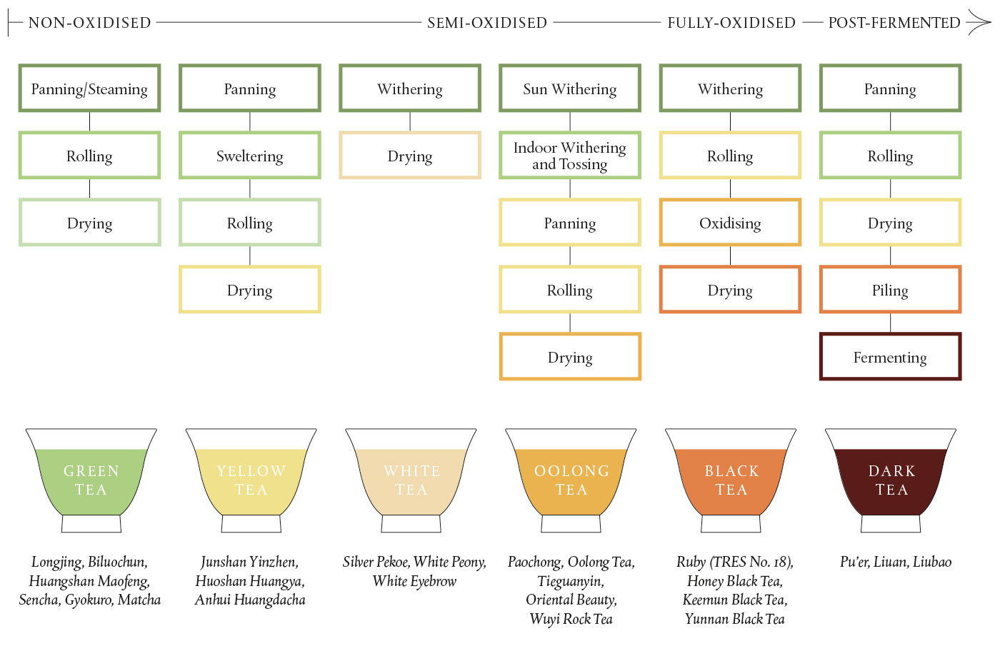 NON-OXIDISED
SEMI-OXIDISED
FULLY-OXIDISED
POST-FERMENTED
Panning/Steaming
Rolling
Drying
Panning
Sweltering
Rolling
Drying
Withering
Drying
Sun Withering
Indoor Withering
and Tossing
Panning
Rolling
Drying
Withering
Rolling
Oxidising
Drying
Panning
Rolling
Drying
Piling
Fermenting
GREEN
TEA
Longjing, Biluochun,
Huangshan Maofeng,
Sencha, Gyokuro, Matcha
YELLOW
TEA
Junshan Yinzhen,
Huoshan Huangya,
Anhui Huangdacha
WHITE
TEA
Silver Pekoe, White Peony,
White Eyebrow
OOLONG
TEA
Paochong, Oolong Tea,
Tieguanyin,
Oriental Beauty,
Wuyi Rock Tea
BLACK
TEA
Ruby (TRES No. 18),
Honey Black Tea,
Keemun Black Tea,
Yunnan Black Tea
DARK
TEA
Pu’er, Liuan, Liubao